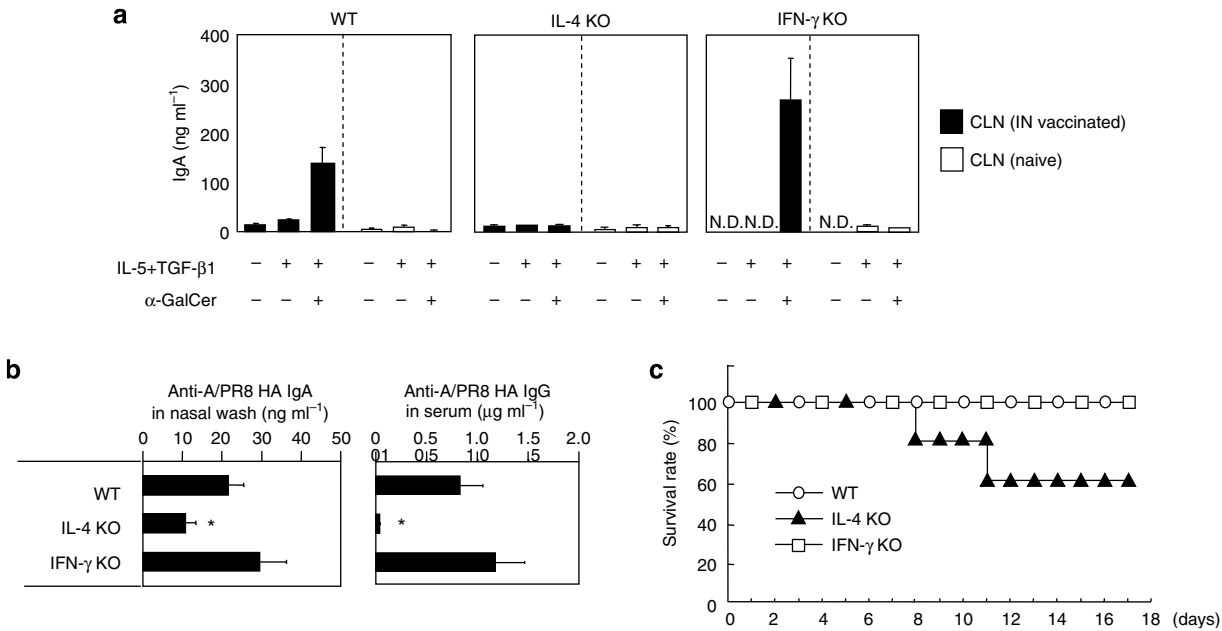 a
WT
IL-4 KO
IFN-γ KO
400
300
200
100
0
IgA (ng ml⁻¹)
N.D. N.D.
N.D.
CLN (IN vaccinated)
CLN (naive)
IL-5+TGF-β1 − + + − + + − + + − + + − + + − + +
α-GalCer − − + − − + − − + − − + − − + − − +
b
Anti-A/PR8 HA IgA
in nasal wash (ng ml⁻¹)
0 10 20 30 40 50
Anti-A/PR8 HA IgG
in serum (μg ml⁻¹)
0 0.5 1.0 1.5 2.0
01
WT
IL-4 KO
*
*
IFN-γ KO
c
Survival rate (%)
100
80
60
40
20
0
WT
IL-4 KO
IFN-γ KO
0 2 4 6 8 10 12 14 16 18 (days)